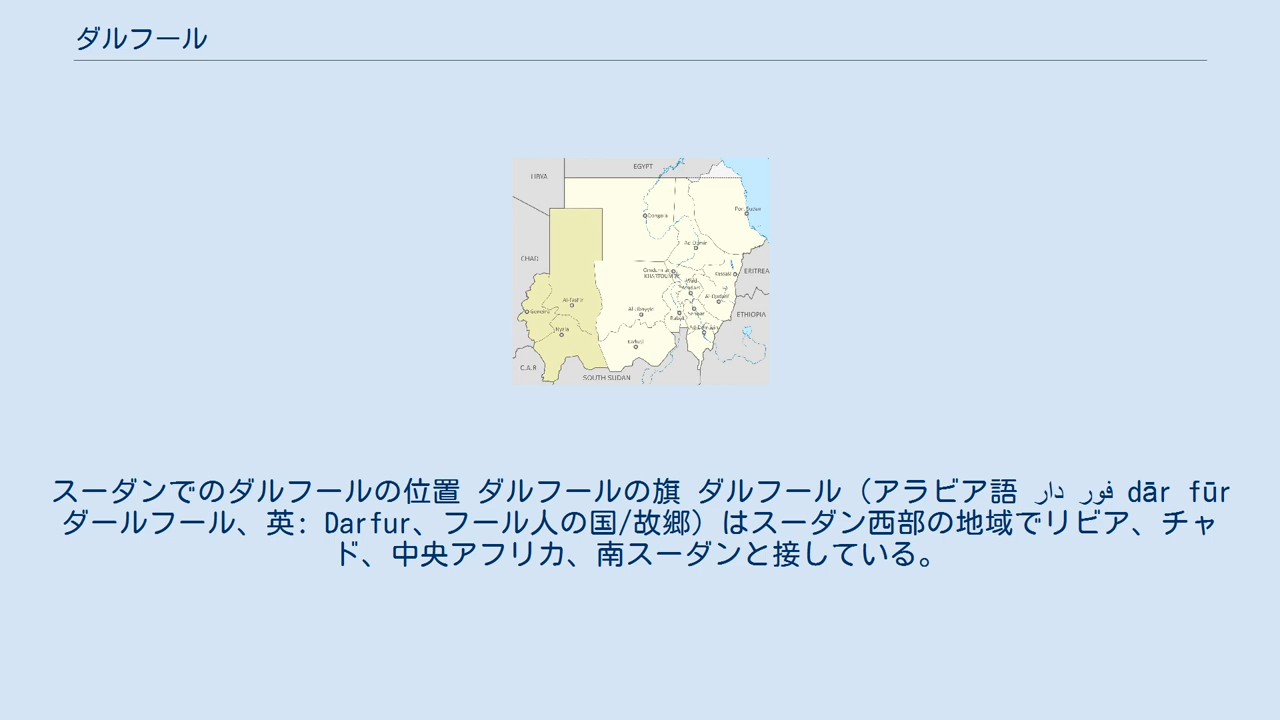 ダルフール
EGYPT
LIBYA
Dongola
CHAD
KHARTOUM
ERITREA
Al-Fashir
ETHIOPIA
Nyala
C.A.R
SOUTH SUDAN
スーダンでのダルフールの位置 ダルフールの旗 ダルフール（アラビア語 دار فور dār fūr
ダールフール、英: Darfur、フール人の国/故郷）はスーダン西部の地域でリビア、チャ
ド、中央アフリカ、南スーダンと接している。